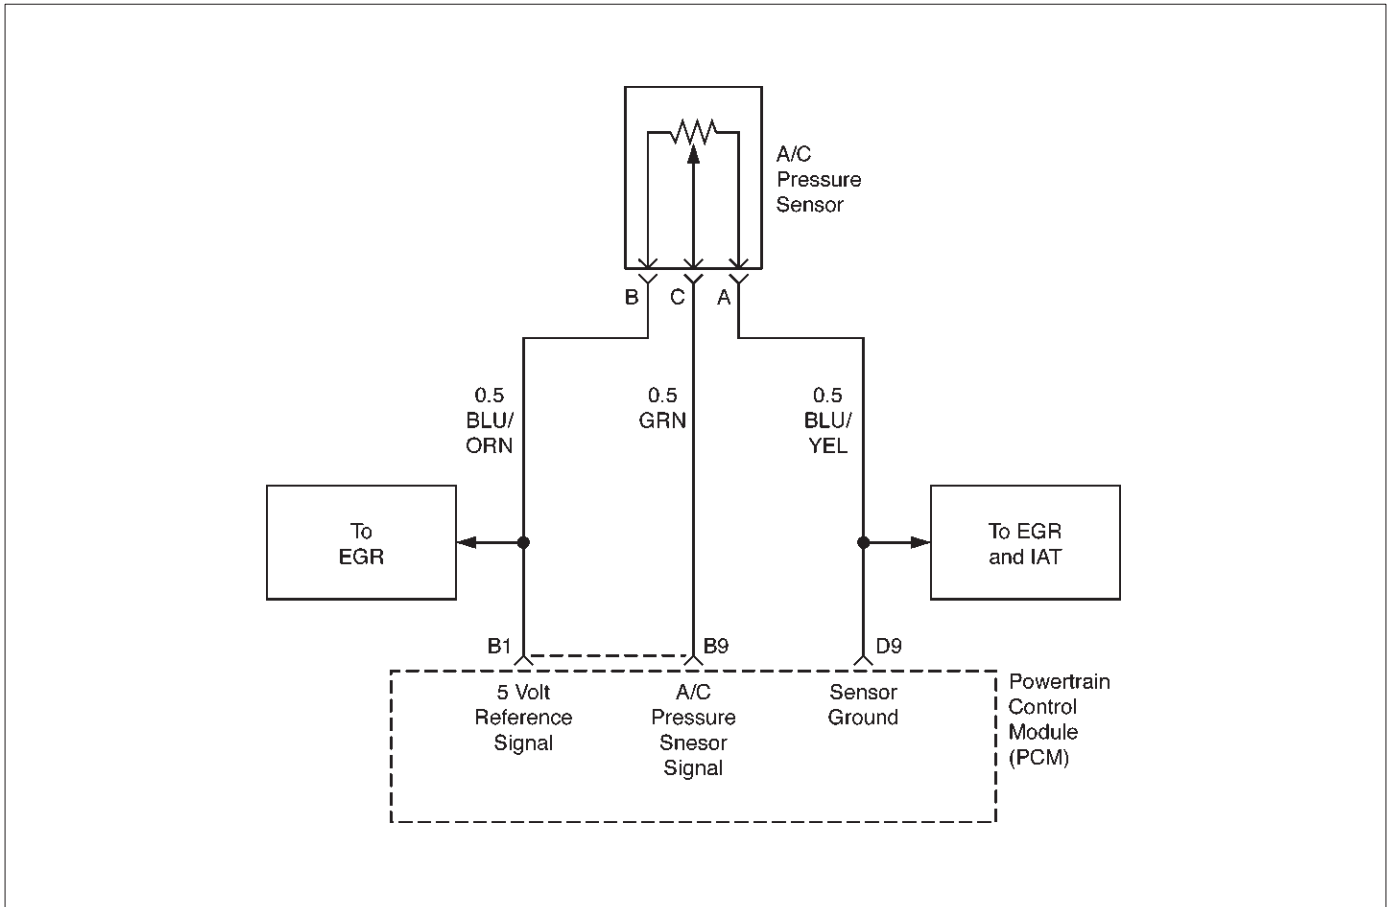 A/C
Pressure
Sensor
B
C
A
0.5
BLU/
ORN
0.5
GRN
0.5
BLU/
YEL
To
EGR
To EGR
and IAT
B1
B9
D9
5 Volt
Reference
Signal
A/C
Pressure
Snesor
Signal
Sensor
Ground
Powertrain
Control
Module
(PCM)